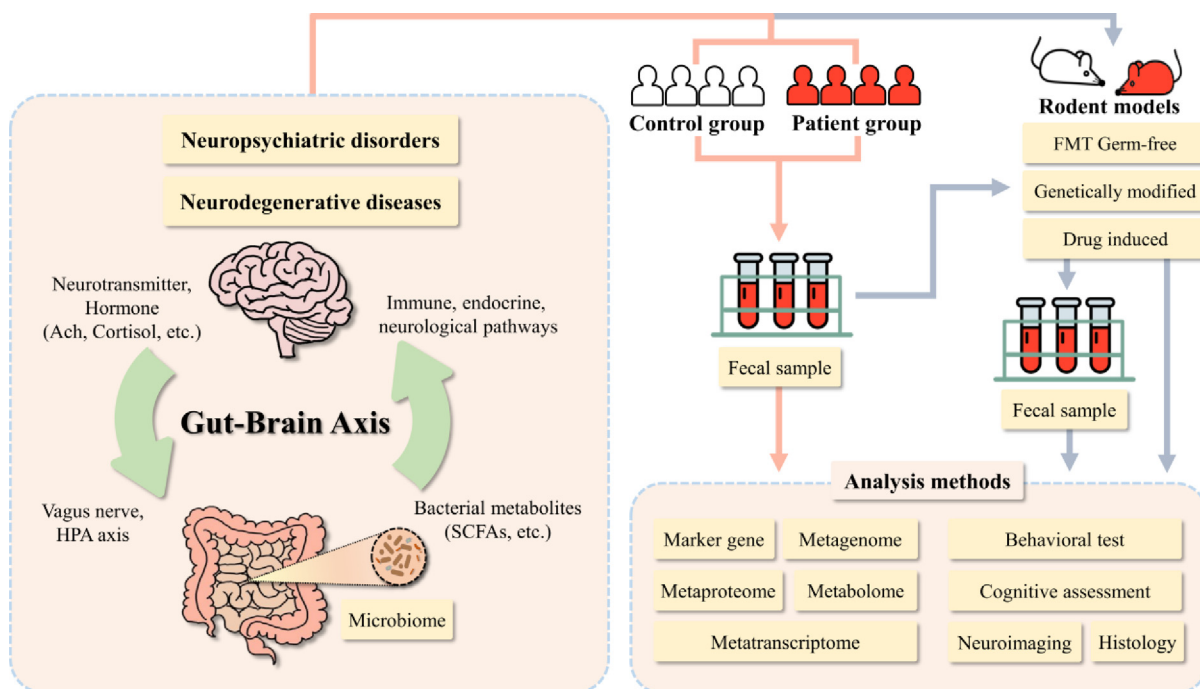 Neuropsychiatric disorders
Neurodegenerative diseases
Neurotransmitter,
Hormone
(Ach, Cortisol, etc.)
Immune, endocrine,
neurological pathways
Gut-Brain Axis
Vagus nerve,
HPA axis
Bacterial metabolites
(SCFAs, etc.)
Microbiome
Control group
Patient group
Fecal sample
Rodent models
FMT Germ-free
Genetically modified
Drug induced
Fecal sample
Analysis methods
Marker gene
Metagenome
Metaproteome
Metabolome
Metatranscriptome
Behavioral test
Cognitive assessment
Neuroimaging
Histology